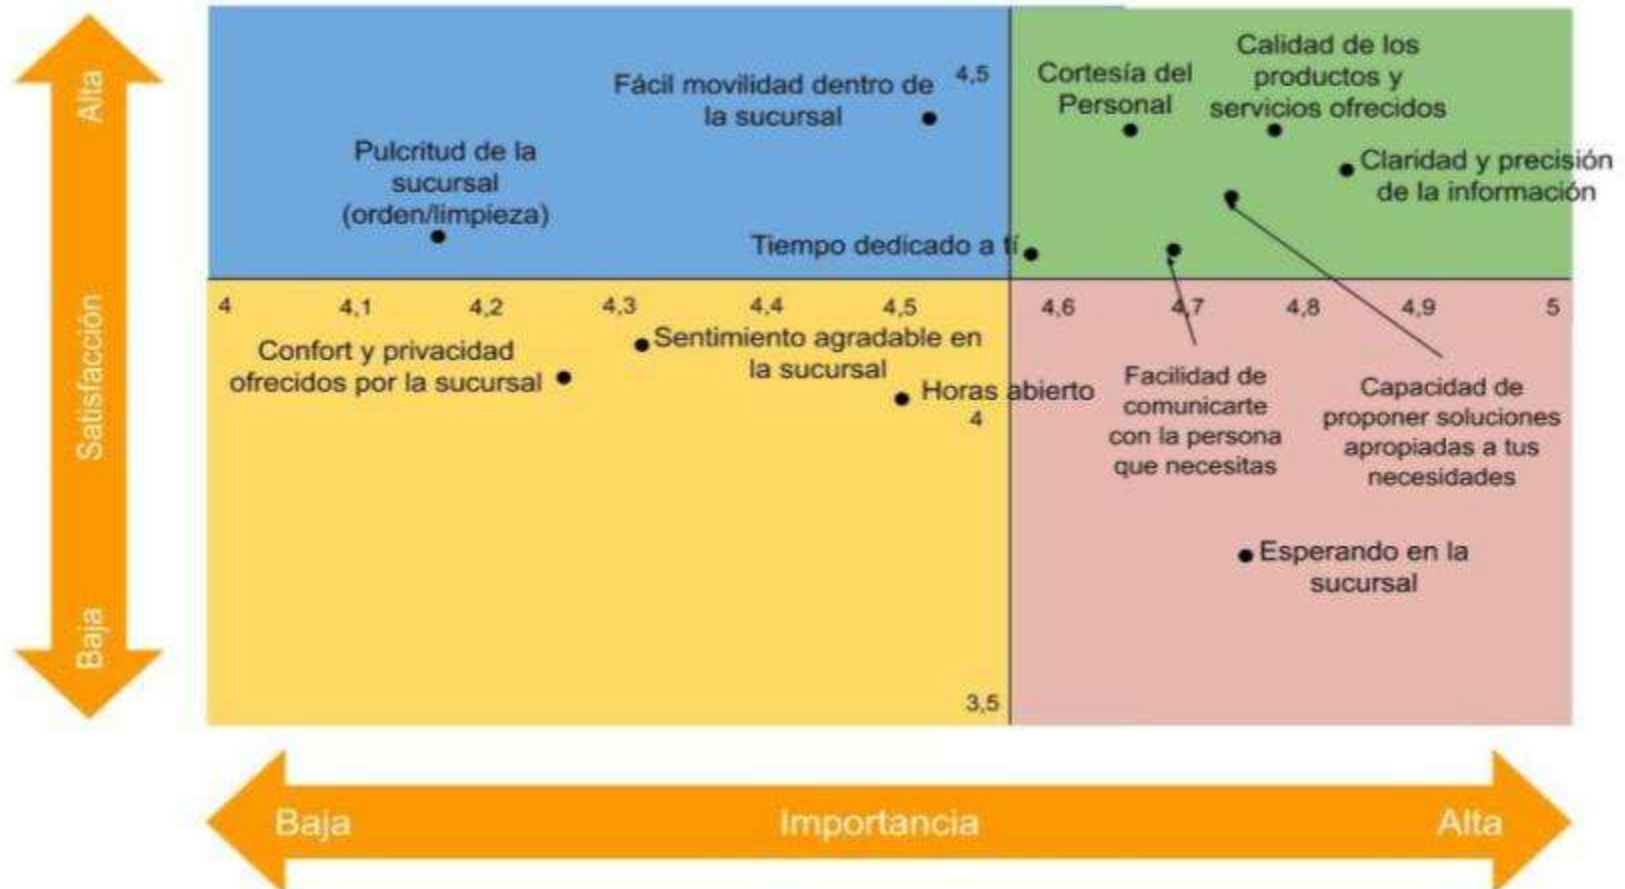 Alta
Satisfacción
Baja
Fácil movilidad dentro de
la sucursal
4,5
Pulcritud de la
sucursal
(orden/limpieza)
Tiempo dedicado a tí
Cortesía del
Personal
Calidad de los
productos y
servicios ofrecidos
Claridad y precisión
de la información
4 4,1 4,2 4,3 4,4 4,5 4,6 4,7 4,8 4,9 5
Confort y privacidad
ofrecidos por la sucursal
Sentimiento agradable en
la sucursal
Horas abierto
4
Facilidad de
comunicarte
con la persona
que necesitas
Capacidad de
proponer soluciones
apropiadas a tus
necesidades
Esperando en la
sucursal
3,5
Baja Importancia Alta